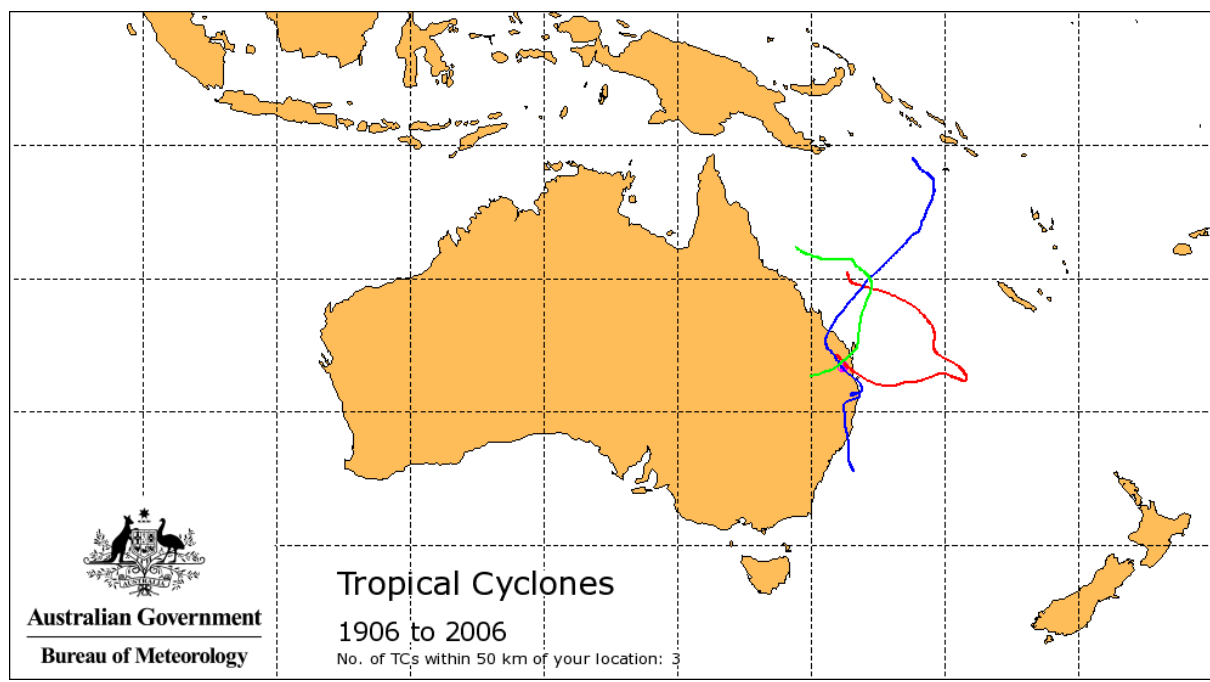 AUSTRALIA
Australian Government
Bureau of Meteorology
Tropical Cyclones
1906 to 2006
No. of TCs within 50 km of your location: 3